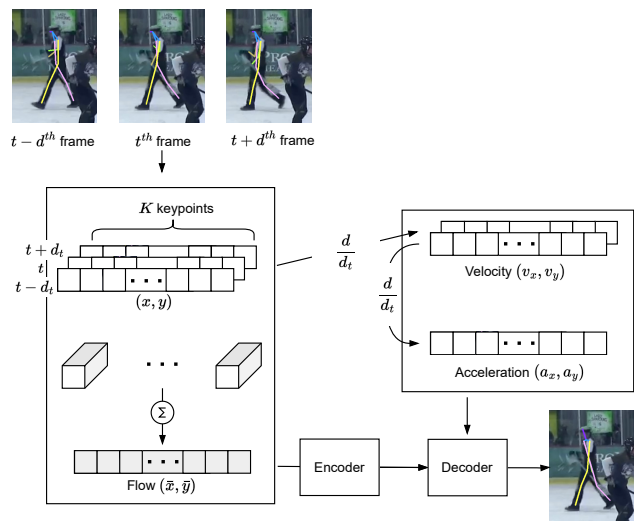 t − d^th frame
t^th frame
t + d^th frame
K keypoints
t + d_t
t
t − d_t
(x, y)
d
d_t
Velocity (v_x, v_y)
d
d_t
Acceleration (a_x, a_y)
Σ
Flow (x̄, ȳ)
Encoder
Decoder